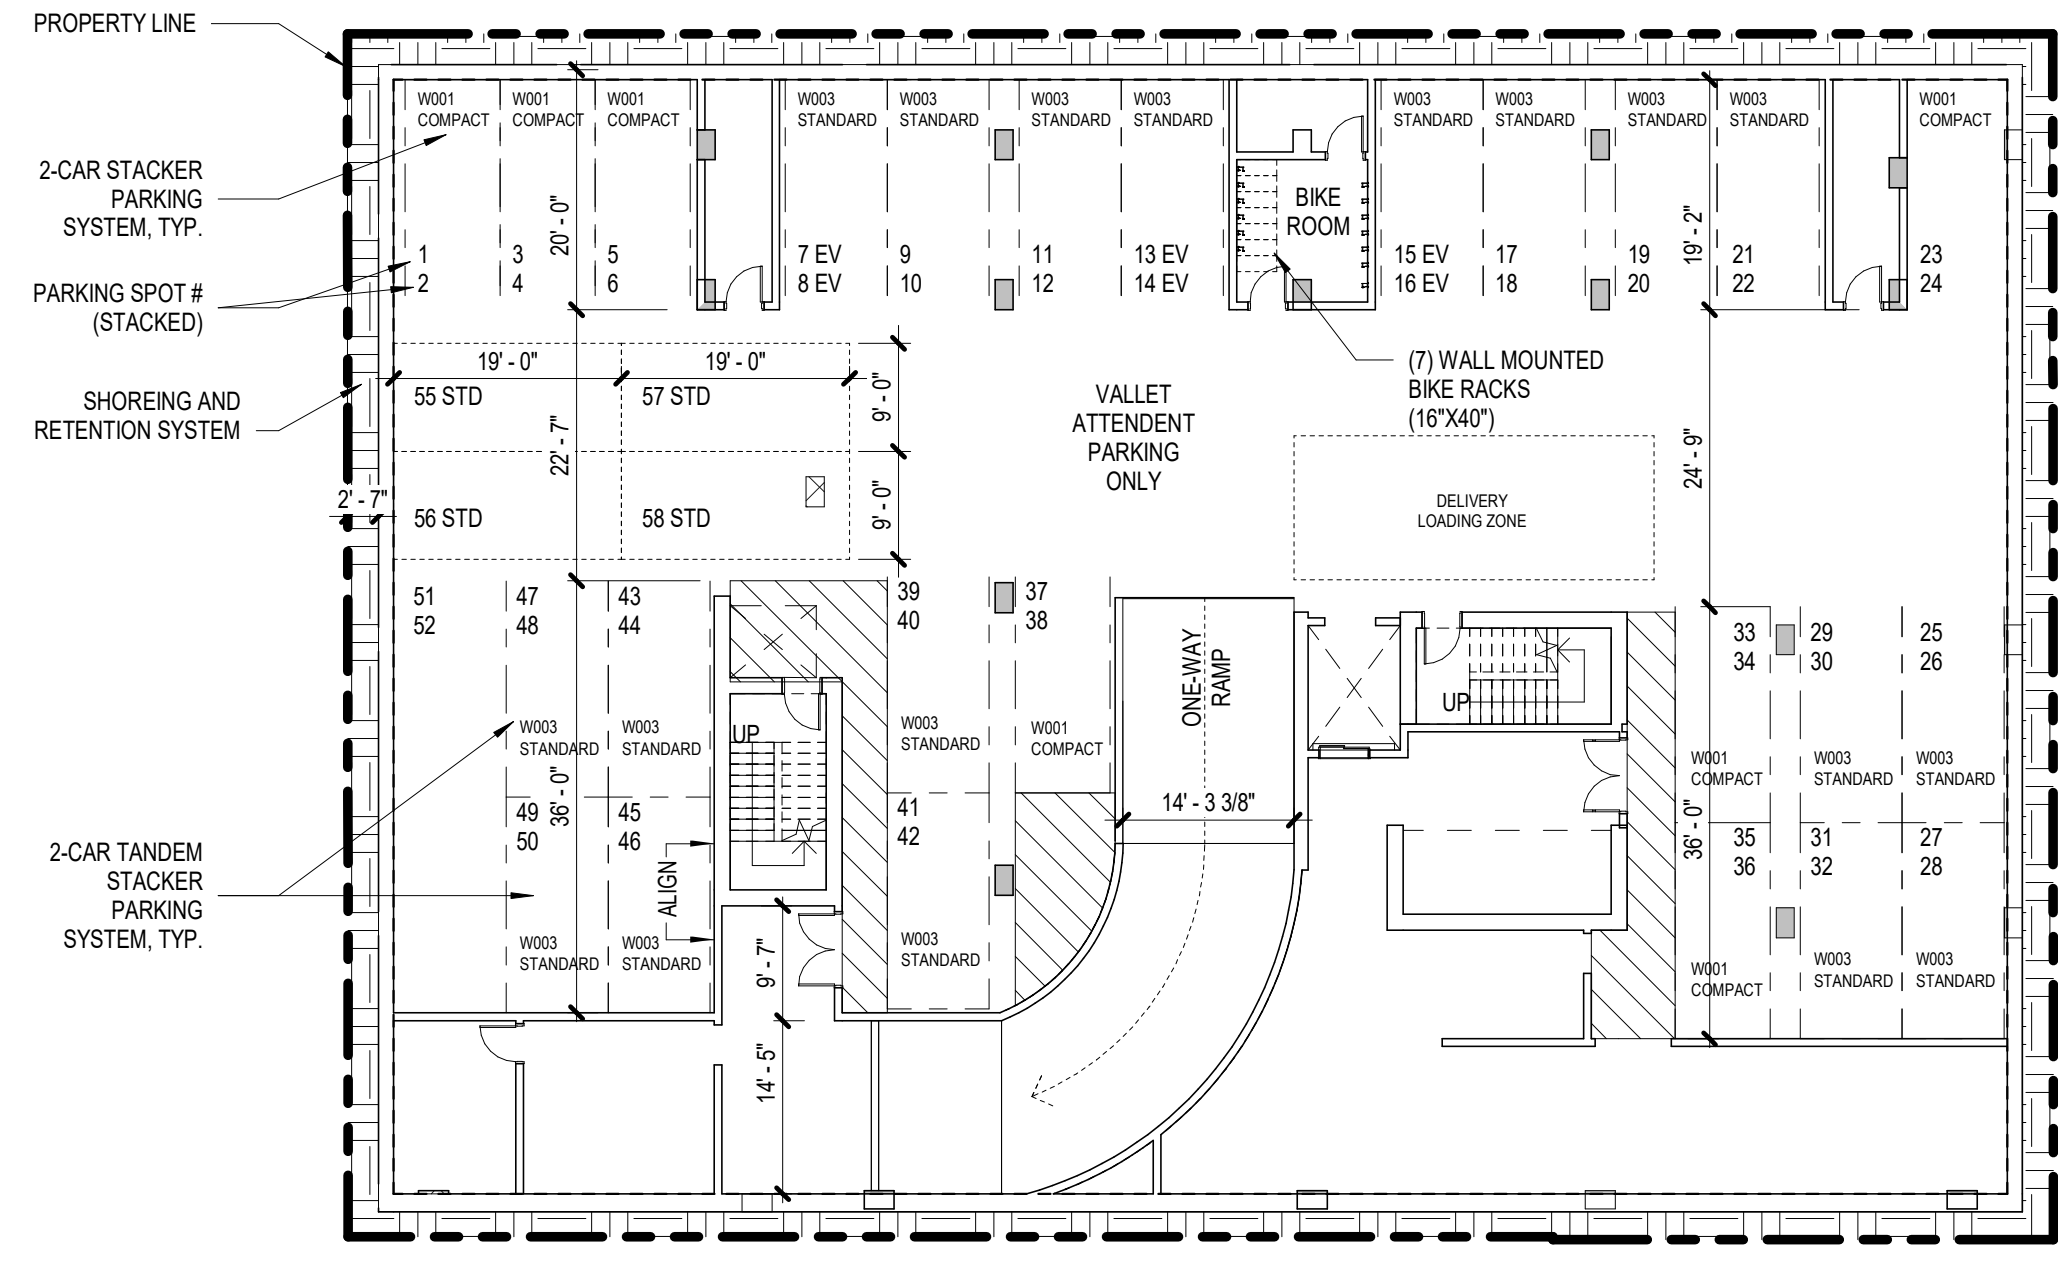 PROPERTY LINE
2-CAR STACKER
PARKING
SYSTEM, TYP.
PARKING SPOT #
(STACKED)
SHOREING AND
RETENTION SYSTEM
2-CAR TANDEM
STACKER
PARKING
SYSTEM, TYP.
W001
COMPACT
W001
COMPACT
W001
COMPACT
W003
STANDARD
W003
STANDARD
W003
STANDARD
W003
STANDARD
W003
STANDARD
W003
STANDARD
W003
STANDARD
W003
STANDARD
W001
COMPACT
20' - 0"
19' - 2"
BIKE
ROOM
1
2
3
4
5
6
7 EV
8 EV
9
10
11
12
13 EV
14 EV
15 EV
16 EV
17
18
19
20
21
22
23
24
19' - 0"
19' - 0"
55 STD
57 STD
9' - 0"
22' - 7"
2' - 7"
56 STD
58 STD
9' - 0"
VALLET
ATTENDENT
PARKING
ONLY
(7) WALL MOUNTED
BIKE RACKS
(16"X40")
24' - 9"
DELIVERY
LOADING ZONE
51
52
47
48
43
44
39
40
37
38
33
34
29
30
25
26
ONE-WAY
RAMP
UP
UP
W003
STANDARD
W003
STANDARD
W003
STANDARD
W001
COMPACT
W001
COMPACT
W003
STANDARD
W003
STANDARD
36' - 0"
49
50
45
46
41
42
14' - 3 3/8"
36' - 0"
35
36
31
32
27
28
ALIGN
W003
STANDARD
W003
STANDARD
W003
STANDARD
W001
COMPACT
W003
STANDARD
W003
STANDARD
9' - 7"
14' - 5"